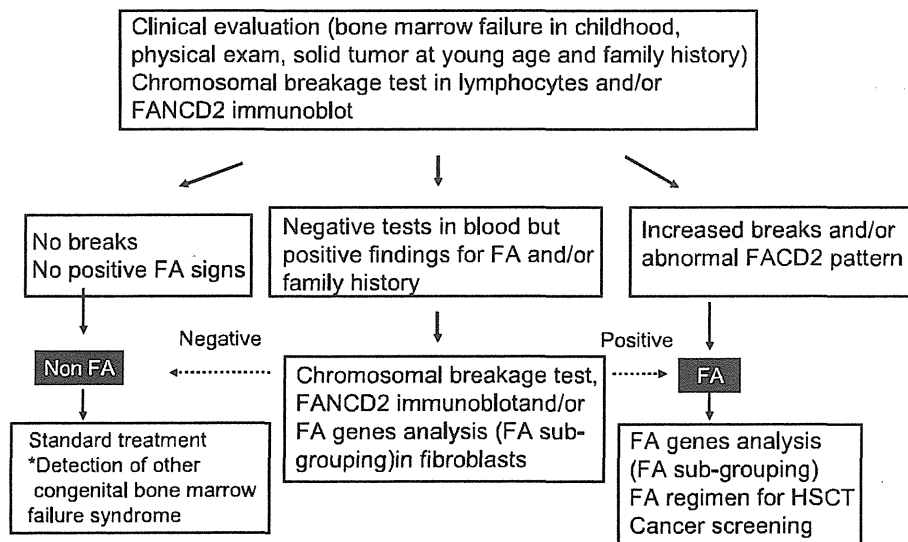 Clinical evaluation (bone marrow failure in childhood,
physical exam, solid tumor at young age and family history)
Chromosomal breakage test in lymphocytes and/or
FANCD2 immunoblot
No breaks
No positive FA signs
Negative tests in blood but
positive findings for FA and/or
family history
Increased breaks and/or
abnormal FACD2 pattern
Non FA
Negative
Chromosomal breakage test,
FANCD2 immunoblotand/or
FA genes analysis (FA sub-
grouping)in fibroblasts
Positive
FA
Standard treatment
*Detection of other
congenital bone marrow
failure syndrome
FA genes analysis
(FA sub-grouping)
FA regimen for HSCT
Cancer screening